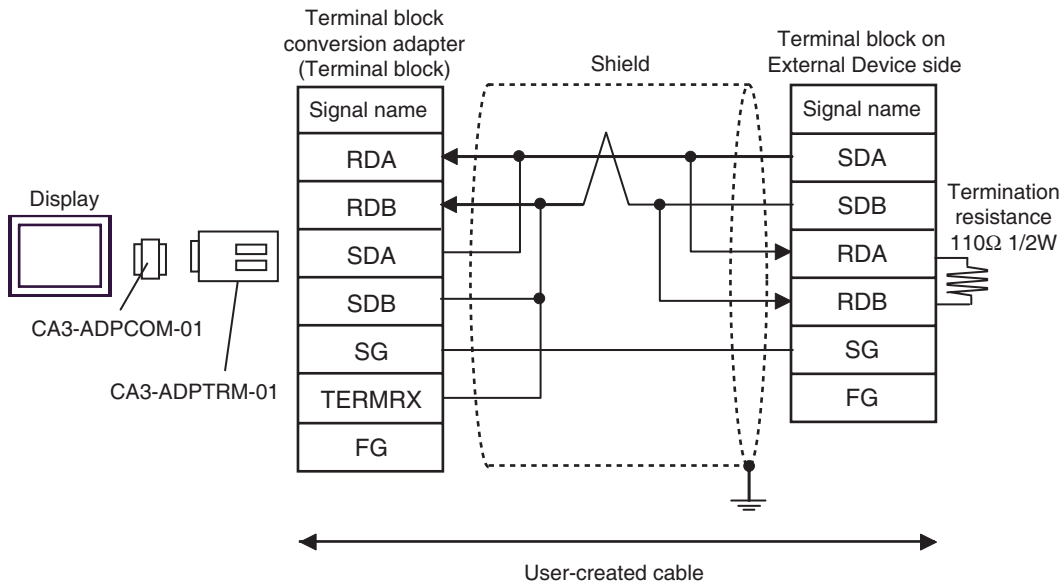 Terminal block
conversion adapter
(Terminal block)
Shield
Terminal block on
External Device side
Signal name
RDA
RDB
SDA
SDB
SG
TERMRX
FG
Signal name
SDA
SDB
RDA
RDB
SG
FG
Termination
resistance
110Ω 1/2W
Display
CA3-ADPCOM-01
CA3-ADPTRM-01
User-created cable